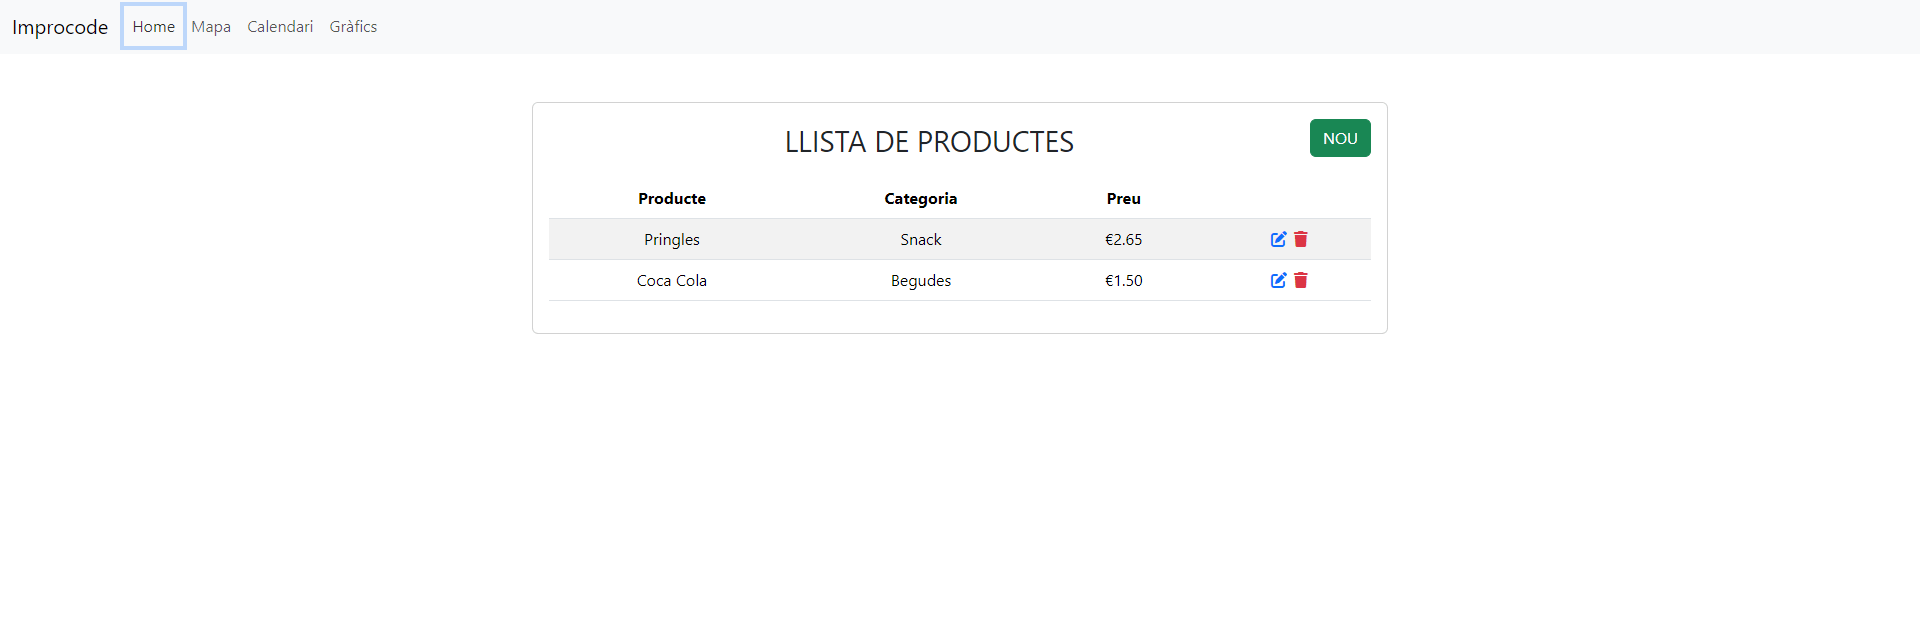 Improcode Home Mapa Calendari Gràfics
LLISTA DE PRODUCTES NOU
Producte Categoria Preu
Pringles Snack €2.65
Coca Cola Begudes €1.50